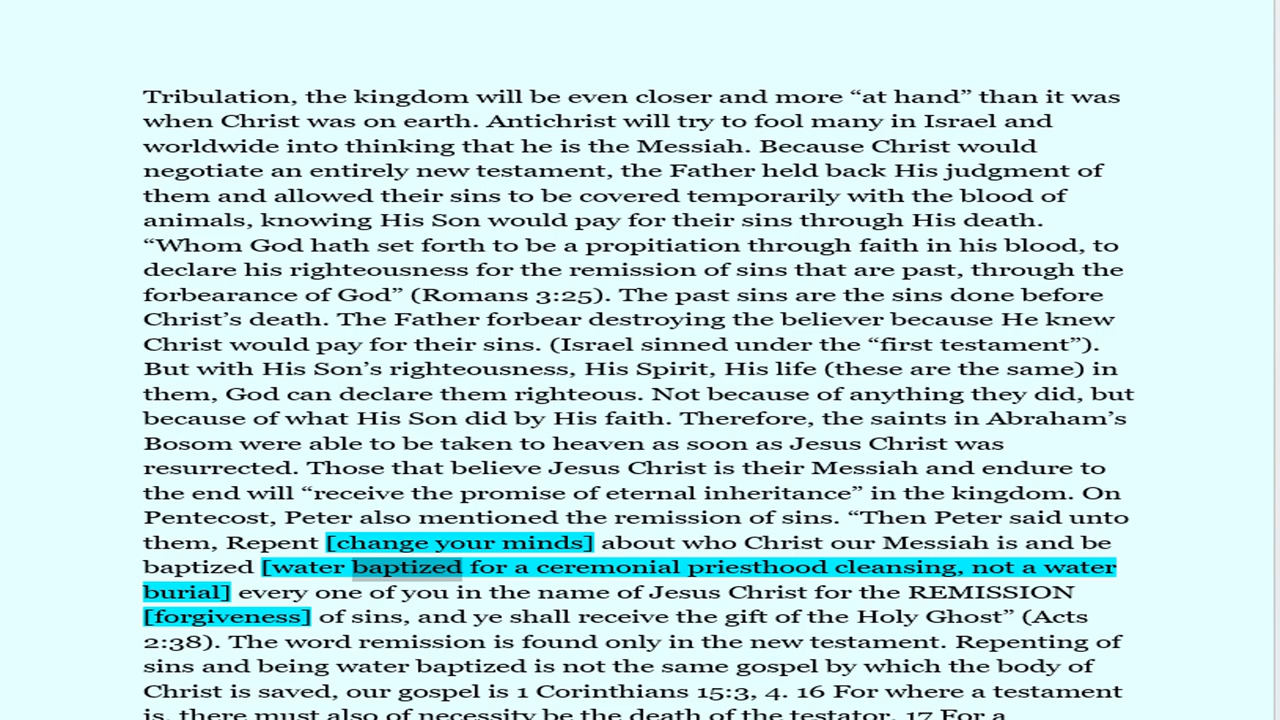 Tribulation, the kingdom will be even closer and more “at hand” than it was
when Christ was on earth. Antichrist will try to fool many in Israel and
worldwide into thinking that he is the Messiah. Because Christ would
negotiate an entirely new testament, the Father held back His judgment of
them and allowed their sins to be covered temporarily with the blood of
animals, knowing His Son would pay for their sins through His death.
“Whom God hath set forth to be a propitiation through faith in his blood, to
declare his righteousness for the remission of sins that are past, through the
forbearance of God” (Romans 3:25). The past sins are the sins done before
Christ’s death. The Father forbear destroying the believer because He knew
Christ would pay for their sins. (Israel sinned under the “first testament”).
But with His Son’s righteousness, His Spirit, His life (these are the same) in
them, God can declare them righteous. Not because of anything they did, but
because of what His Son did by His faith. Therefore, the saints in Abraham’s
Bosom were able to be taken to heaven as soon as Jesus Christ was
resurrected. Those that believe Jesus Christ is their Messiah and endure to
the end will “receive the promise of eternal inheritance” in the kingdom. On
Pentecost, Peter also mentioned the remission of sins. “Then Peter said unto
them, Repent [change your minds] about who Christ our Messiah is and be
baptized [water baptized for a ceremonial priesthood cleansing, not a water
burial] every one of you in the name of Jesus Christ for the REMISSION
[forgiveness] of sins, and ye shall receive the gift of the Holy Ghost” (Acts
2:38). The word remission is found only in the new testament. Repenting of
sins and being water baptized is not the same gospel by which the body of
Christ is saved, our gospel is 1 Corinthians 15:3, 4. 16 For where a testament
is, there must also of necessity be the death of the testator. 17 For a